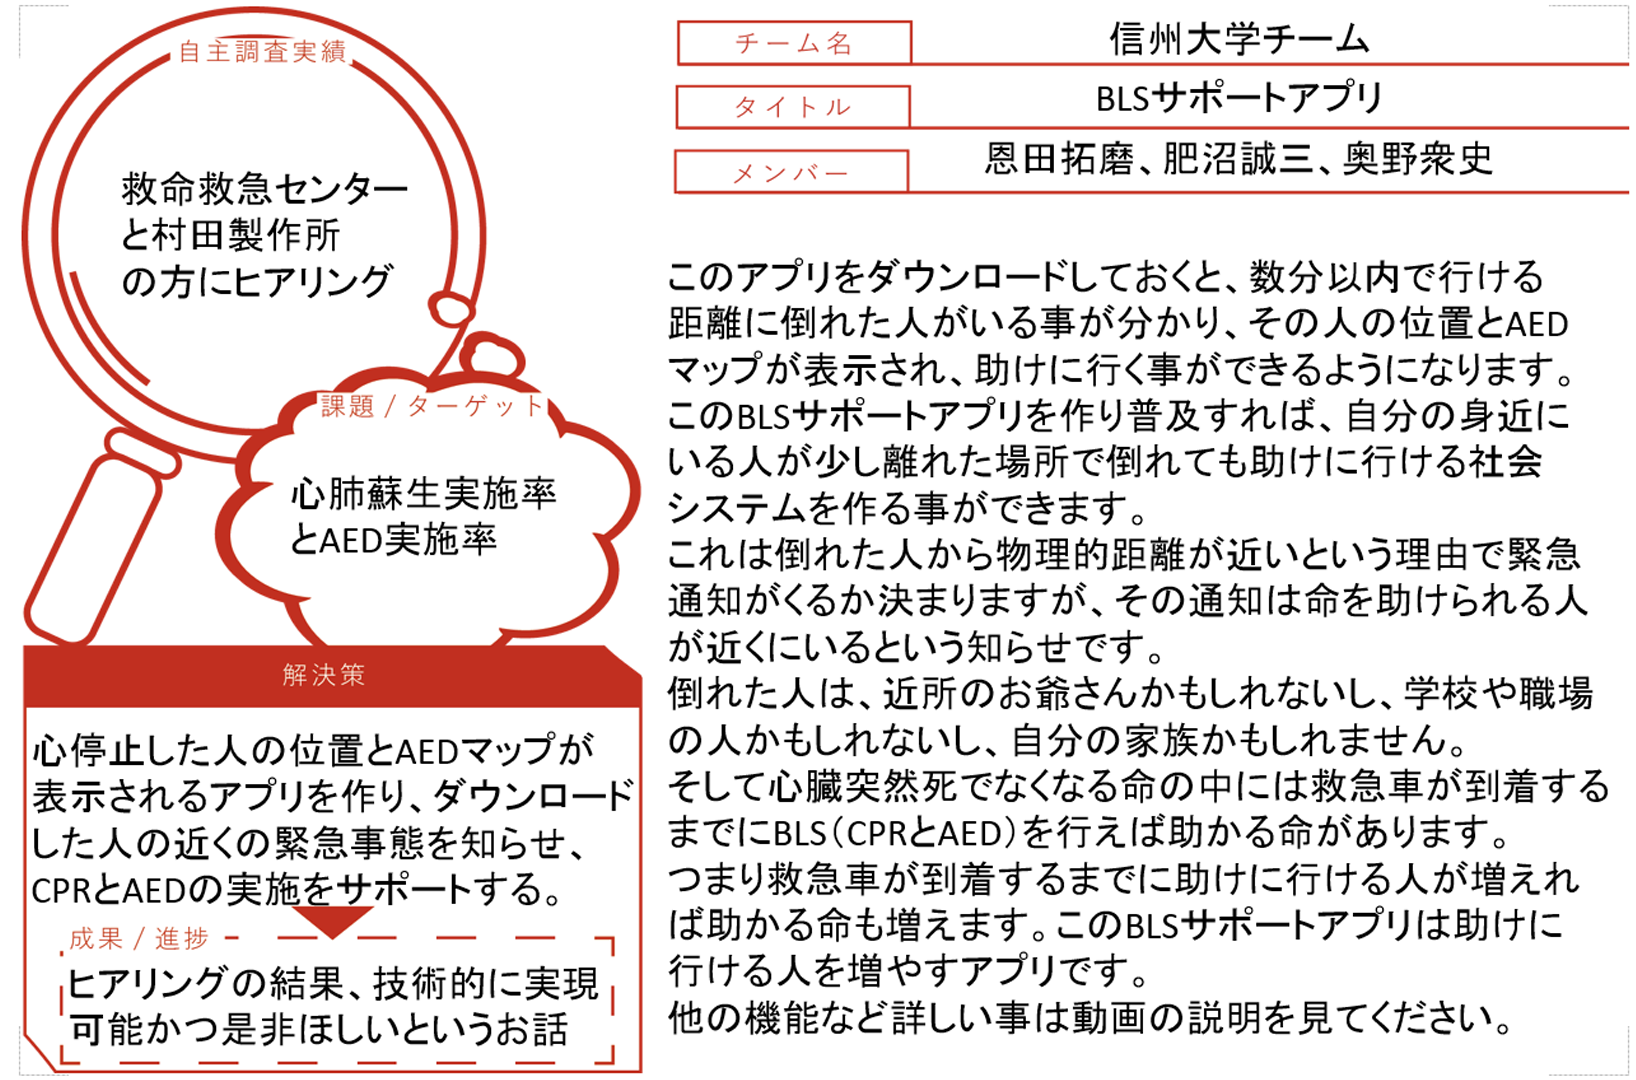 自主調査実績
救命救急センター
と村田製作所
の方にヒアリング
課題 / ターゲット
心肺蘇生実施率
とAED実施率
解決策
心停止した人の位置とAEDマップが
表示されるアプリを作り、ダウンロード
した人の近くの緊急事態を知らせ、
CPRとAEDの実施をサポートする。
成果 / 進捗
ヒアリングの結果、技術的に実現
可能かつ是非ほしいというお話
チーム名
信州大学チーム
タイトル
BLSサポートアプリ
メンバー
恩田拓磨、肥沼誠三、奥野衆史
このアプリをダウンロードしておくと、数分以内で行ける
距離に倒れた人がいる事が分かり、その人の位置とAED
マップが表示され、助けに行く事ができるようになります。
このBLSサポートアプリを作り普及すれば、自分の身近に
いる人が少し離れた場所で倒れても助けに行ける社会
システムを作る事ができます。
これは倒れた人から物理的距離が近いという理由で緊急
通知がくるか決まりますが、その通知は命を助けられる人
が近くにいるという知らせです。
倒れた人は、近所のお爺さんかもしれないし、学校や職場
の人かもしれないし、自分の家族かもしれません。
そして心臓突然死でなくなる命の中には救急車が到着する
までにBLS（CPRとAED）を行えば助かる命があります。
つまり救急車が到着するまでに助けに行ける人が増えれ
ば助かる命も増えます。このBLSサポートアプリは助けに
行ける人を増やすアプリです。
他の機能など詳しい事は動画の説明を見てください。